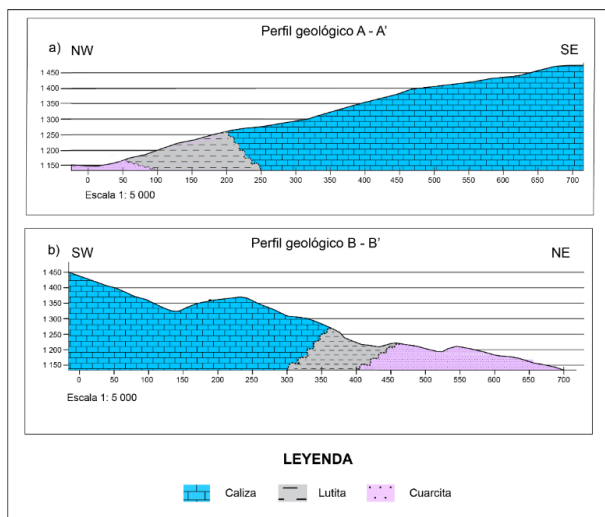 Perfil geológico A - A'
a) NW SE
1 450
1 400
1 350
1 300
1 250
1 200
1 150
0 50 100 150 200 250 300 350 400 450 500 550 600 650 700
Escala 1: 5 000
Perfil geológico B - B'
b) SW NE
1 450
1 400
1 350
1 300
1 250
1 200
1 150
0 50 100 150 200 250 300 350 400 450 500 550 600 650 700
Escala 1: 5 000
LEYENDA
Caliza Lutita Cuarcita